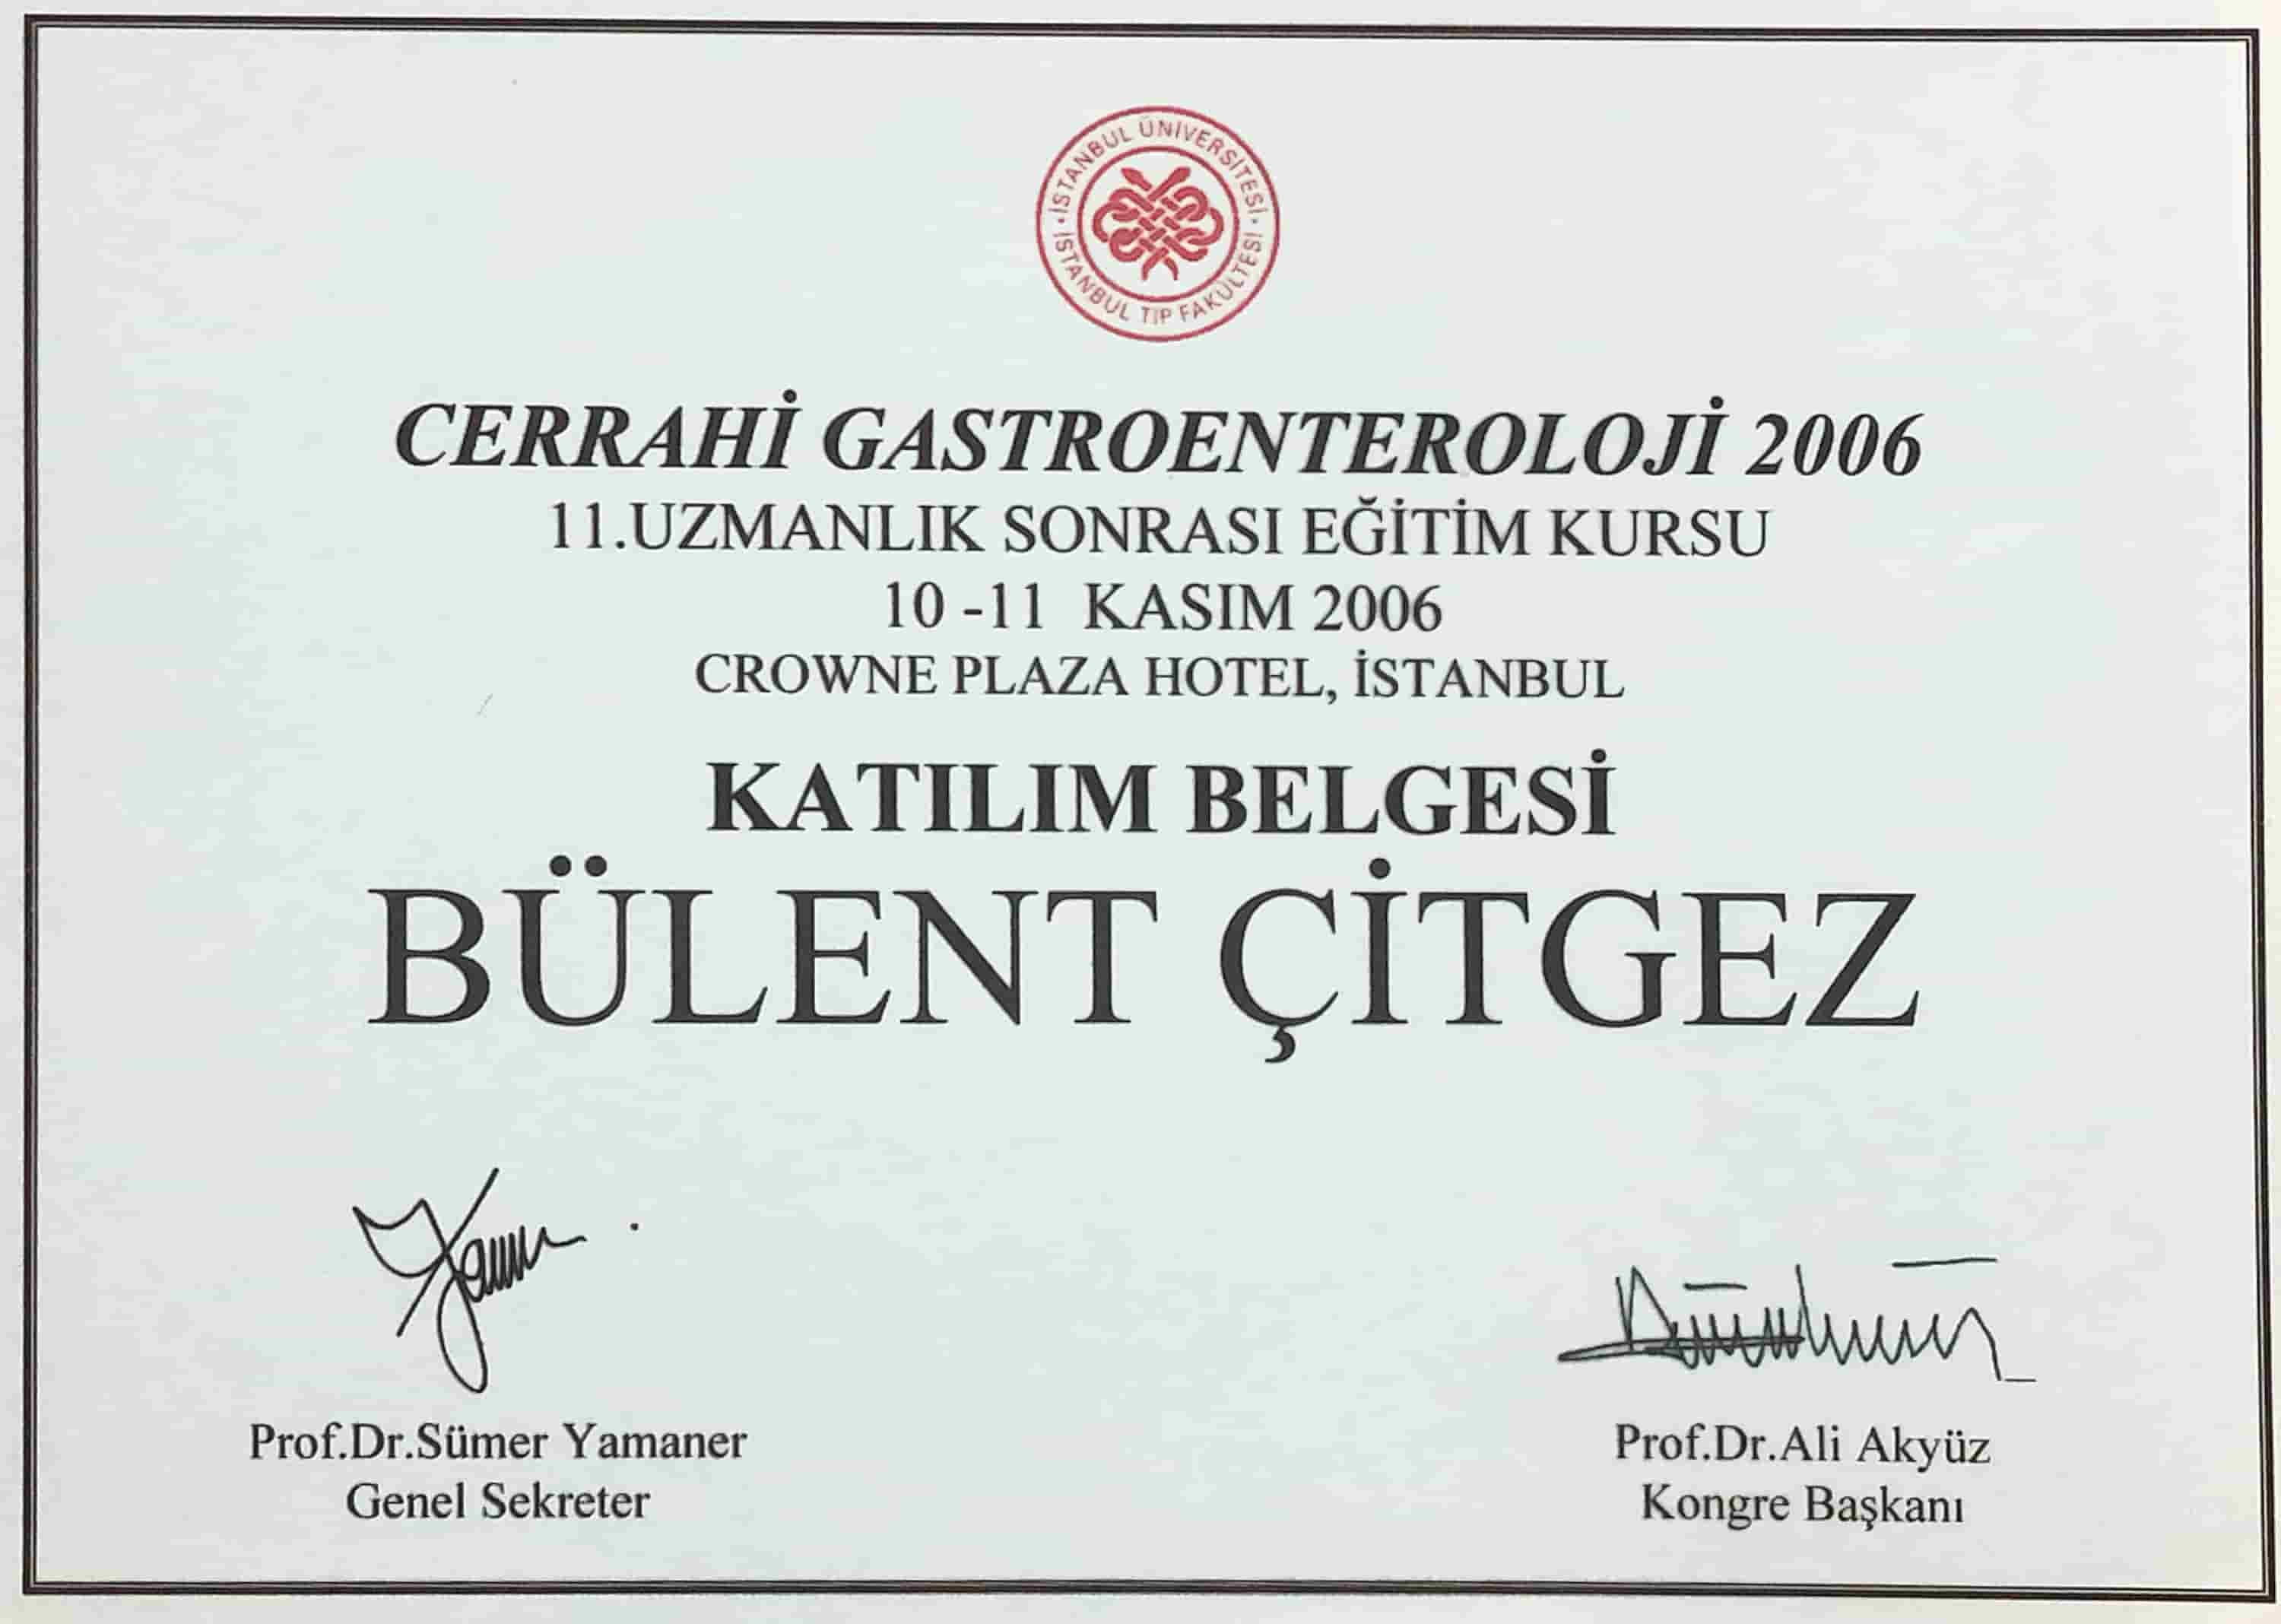 İSTANBUL ÜNİVERSİTESİ
İSTANBUL TIP FAKÜLTESİ
CERRAHİ GASTROENTEROLOJİ 2006
11.UZMANLIK SONRASI EĞİTİM KURSU
10 -11 KASIM 2006
CROWNE PLAZA HOTEL, İSTANBUL
KATILIM BELGESİ
BÜLENT ÇİTGEZ
Prof.Dr.Sümer Yamaner
Genel Sekreter
Prof.Dr.Ali Akyüz
Kongre Başkanı